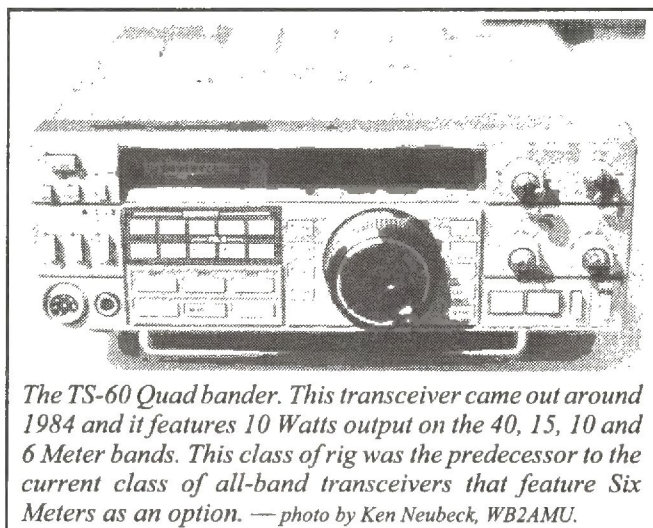 The TS-60 Quad bander. This transceiver came out around
1984 and it features 10 Watts output on the 40, 15, 10 and
6 Meter bands. This class of rig was the predecessor to the
current class of all-band transceivers that feature Six
Meters as an option. — photo by Ken Neubeck, WB2AMU.